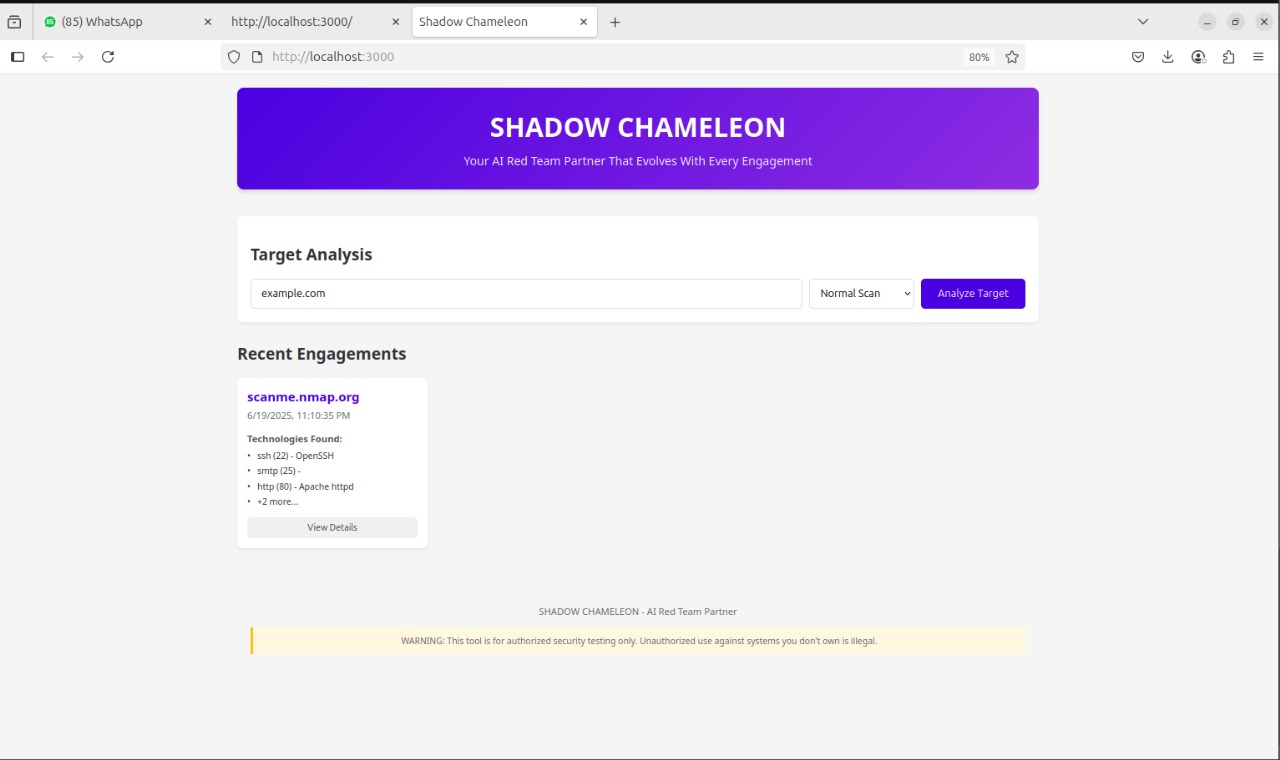 (85) WhatsApp
http://localhost:3000/
Shadow Chameleon
http://localhost:3000
80%
SHADOW CHAMELEON
Your AI Red Team Partner That Evolves With Every Engagement
Target Analysis
example.com
Normal Scan
Analyze Target
Recent Engagements
scanme.nmap.org
6/19/2025, 11:10:35 PM
Technologies Found:
• ssh (22) - OpenSSH
• smtp (25) -
• http (80) - Apache httpd
• +2 more...
View Details
SHADOW CHAMELEON - AI Red Team Partner
WARNING: This tool is for authorized security testing only. Unauthorized use against systems you don't own is illegal.